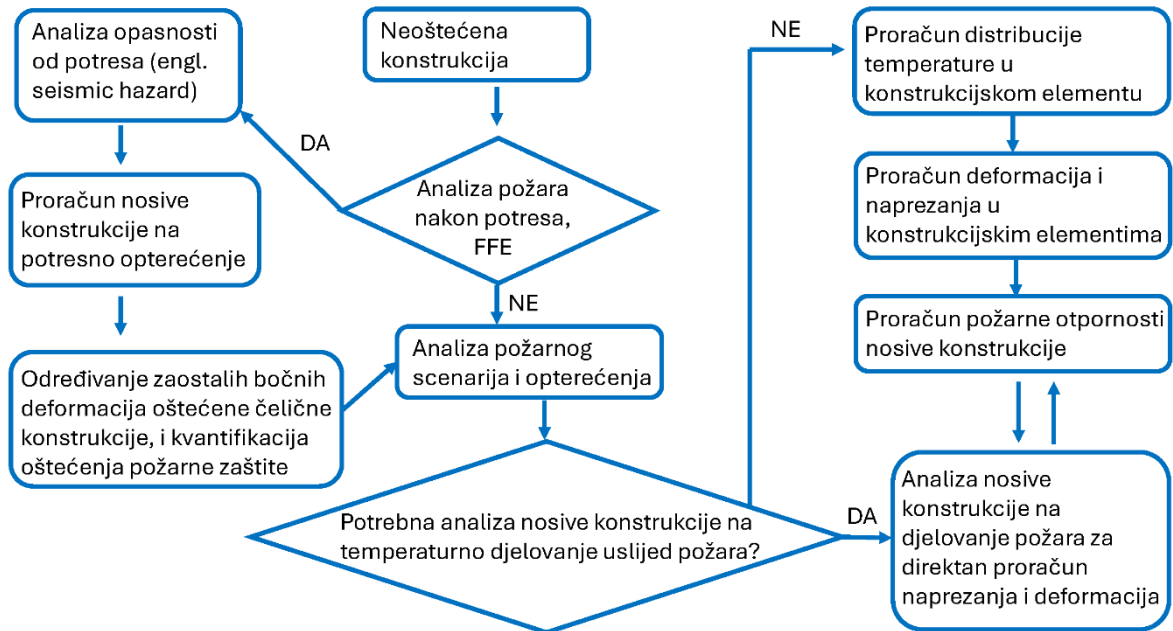 Analiza opasnosti
od potresa (engl.
seismic hazard)
Neoštećena
konstrukcija
NE
Proračun distribucije
temperature u
konstrukcijskom elementu
DA
Proračun nosive
konstrukcije na
potresno opterećenje
Analiza požara
nakon potresa,
FFE
Proračun deformacija i
naprezanja u
konstrukcijskim elementima
NE
Određivanje zaostalih bočnih
deformacija oštećene čelične
konstrukcije, i kvantifikacija
oštećenja požarne zaštite
Analiza požarnog
scenarija i opterećenja
Proračun požarne otpornosti
nosive konstrukcije
Potrebna analiza nosive konstrukcije na
temperaturno djelovanje uslijed požara?
DA
Analiza nosive
konstrukcije na
djelovanje požara za
direktan proračun
naprezanja i deformacija